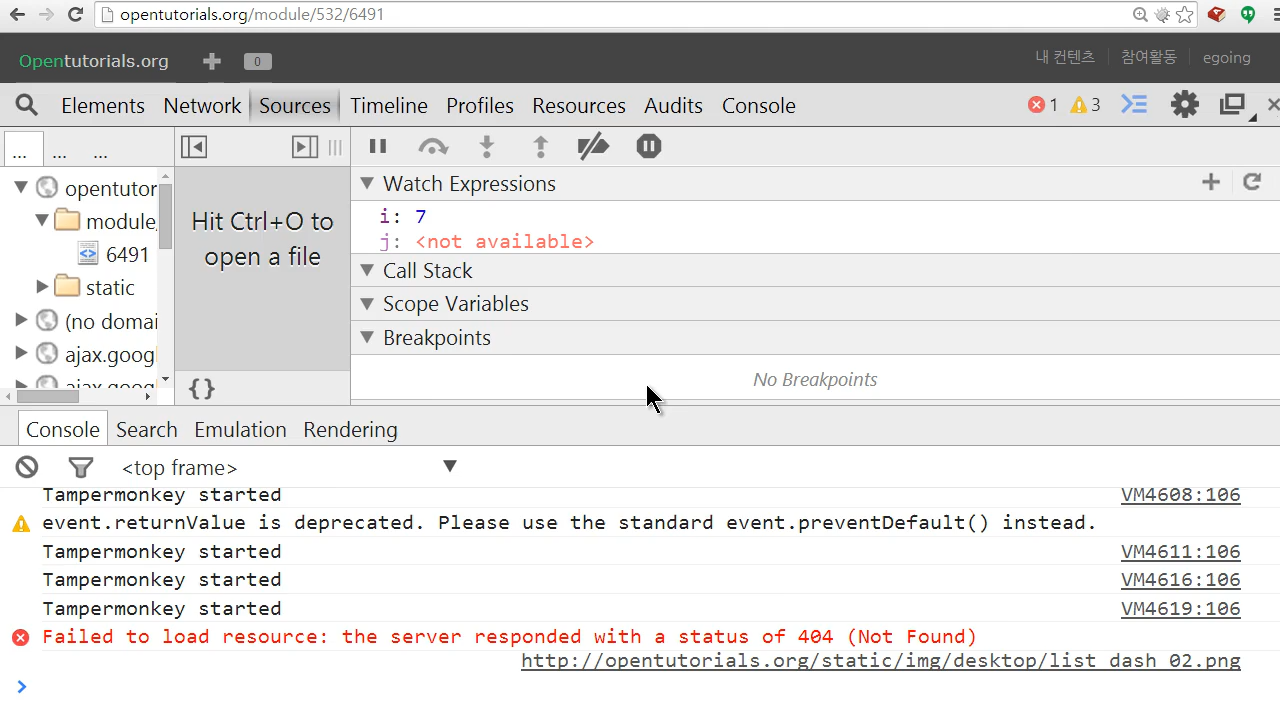 opentutorials.org/module/532/6491
Opentutorials.org
0
내 컨텐츠
참여활동
egoing
Elements Network Sources Timeline Profiles Resources Audits Console
1
3
... ... ...
opentutor
module,
6491
static
(no domai
ajax.googl
ajax.googl
Hit Ctrl+O to
open a file
{}
Watch Expressions
i: 7
j: <not available>
Call Stack
Scope Variables
Breakpoints
No Breakpoints
Console Search Emulation Rendering
<top frame>
Tampermonkey started VM4608:106
event.returnValue is deprecated. Please use the standard event.preventDefault() instead.
Tampermonkey started VM4611:106
Tampermonkey started VM4616:106
Tampermonkey started VM4619:106
Failed to load resource: the server responded with a status of 404 (Not Found)
http://opentutorials.org/static/img/desktop/list_dash_02.png